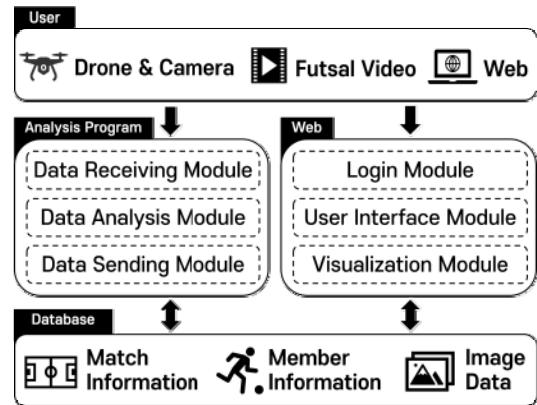 User
Drone & Camera Futsal Video Web
Analysis Program
Data Receiving Module
Data Analysis Module
Data Sending Module
Web
Login Module
User Interface Module
Visualization Module
Database
Match
Information
Member
Information
Image
Data